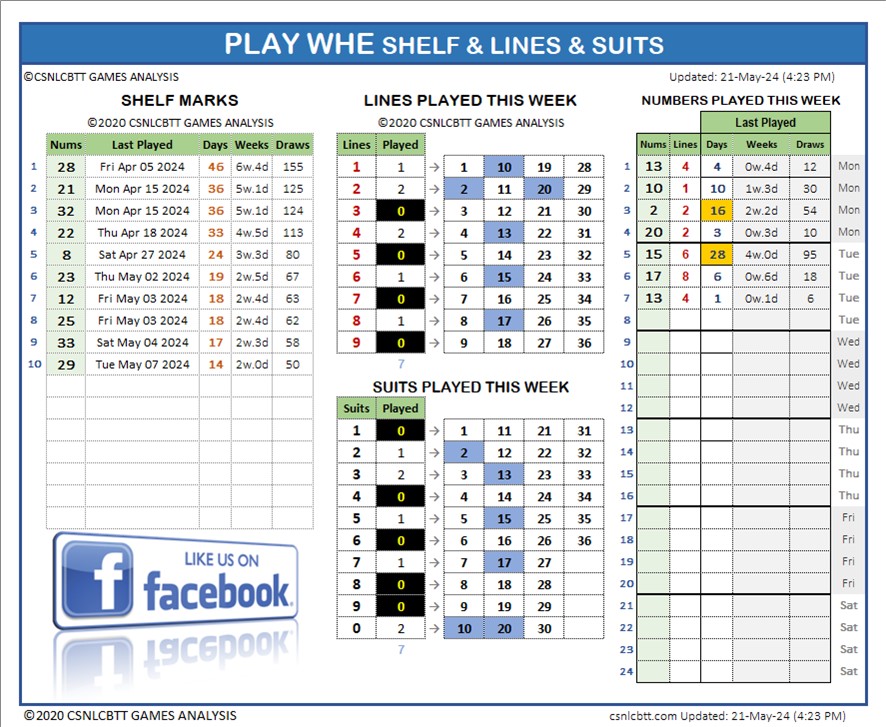 PLAY WHE SHELF & LINES & SUITS
©CSNLCBTT GAMES ANALYSIS
Updated: 21-May-24 (4:23 PM)
SHELF MARKS
©2020 CSNLCBTT GAMES ANALYSIS
Nums Last Played Days Weeks Draws
1 28 Fri Apr 05 2024 46 6w.4d 155
2 21 Mon Apr 15 2024 36 5w.1d 125
3 32 Mon Apr 15 2024 36 5w.1d 124
4 22 Thu Apr 18 2024 33 4w.5d 113
5 8 Sat Apr 27 2024 24 3w.3d 80
6 23 Thu May 02 2024 19 2w.5d 67
7 12 Fri May 03 2024 18 2w.4d 63
8 25 Fri May 03 2024 18 2w.4d 62
9 33 Sat May 04 2024 17 2w.3d 58
10 29 Tue May 07 2024 14 2w.0d 50
LIKE US ON
facebook
LINES PLAYED THIS WEEK
©2020 CSNLCBTT GAMES ANALYSIS
Lines Played
1 1 → 1 10 19 28
2 2 → 2 11 20 29
3 0 → 3 12 21 30
4 2 → 4 13 22 31
5 0 → 5 14 23 32
6 1 → 6 15 24 33
7 0 → 7 16 25 34
8 1 → 8 17 26 35
9 0 → 9 18 27 36
7
SUITS PLAYED THIS WEEK
Suits Played
1 0 → 1 11 21 31
2 1 → 2 12 22 32
3 2 → 3 13 23 33
4 0 → 4 14 24 34
5 1 → 5 15 25 35
6 0 → 6 16 26 36
7 1 → 7 17 27
8 0 → 8 18 28
9 0 → 9 19 29
0 2 → 10 20 30
7
NUMBERS PLAYED THIS WEEK
Last Played
Nums Lines Days Weeks Draws
1 13 4 4 0w.4d 12 Mon
2 10 1 10 1w.3d 30 Mon
3 2 2 16 2w.2d 54 Mon
4 20 2 3 0w.3d 10 Mon
5 15 6 28 4w.0d 95 Tue
6 17 8 6 0w.6d 18 Tue
7 13 4 1 0w.1d 6 Tue
8 Tue
9 Wed
10 Wed
11 Wed
12 Wed
13 Thu
14 Thu
15 Thu
16 Thu
17 Fri
18 Fri
19 Fri
20 Fri
21 Sat
22 Sat
23 Sat
24 Sat
©2020 CSNLCBTT GAMES ANALYSIS
csnlcbtt.com Updated: 21-May-24 (4:23 PM)